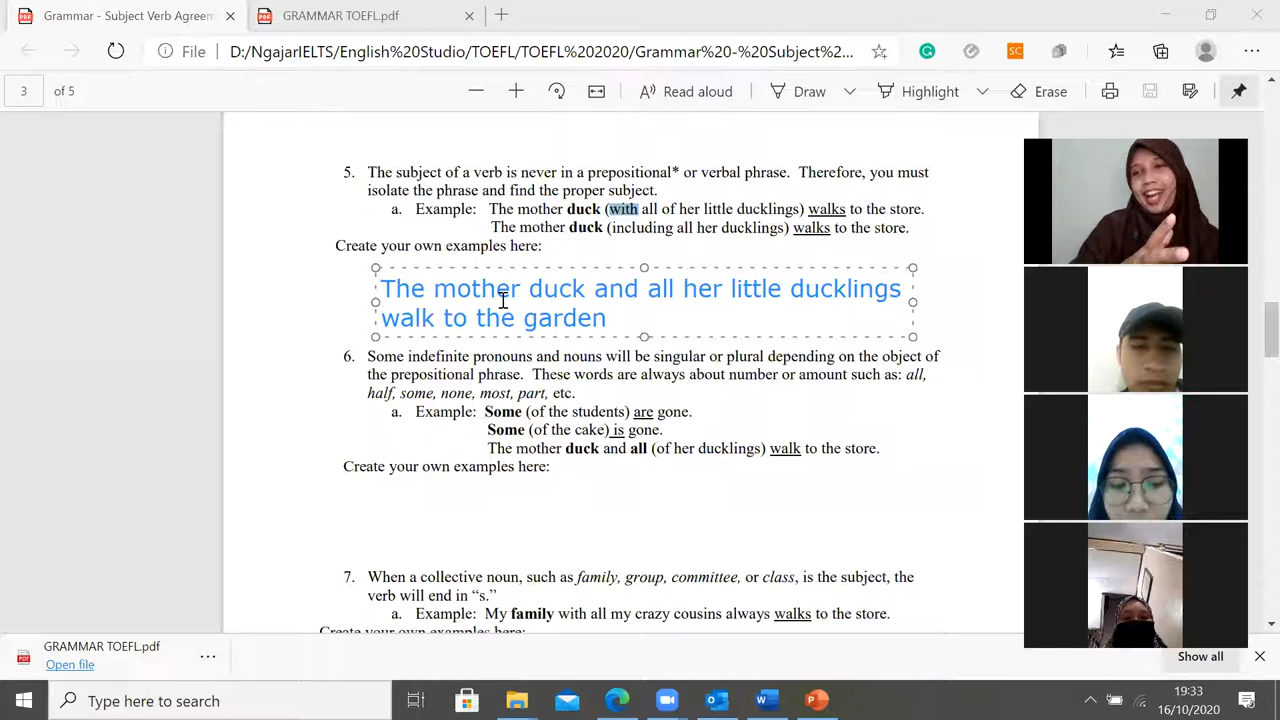 Grammar - Subject Verb Agreem
GRAMMAR TOEFL.pdf
File
D:/NgajarIELTS/English%20Studio/TOEFL/TOEFL%202020/Grammar%20-%20Subject%2...
3 of 5
Read aloud
Draw
Highlight
Erase
5. The subject of a verb is never in a prepositional* or verbal phrase. Therefore, you must
isolate the phrase and find the proper subject.
a. Example: The mother duck (with all of her little ducklings) walks to the store.
The mother duck (including all her ducklings) walks to the store.
Create your own examples here:
The mother duck and all her little ducklings
walk to the garden
6. Some indefinite pronouns and nouns will be singular or plural depending on the object of
the prepositional phrase. These words are always about number or amount such as: all,
half, some, none, most, part, etc.
a. Example: Some (of the students) are gone.
Some (of the cake) is gone.
The mother duck and all (of her ducklings) walk to the store.
Create your own examples here:
7. When a collective noun, such as family, group, committee, or class, is the subject, the
verb will end in “s.”
a. Example: My family with all my crazy cousins always walks to the store.
Create your own examples here:
GRAMMAR TOEFL.pdf
Open file
Show all
Type here to search
19:33
16/10/2020